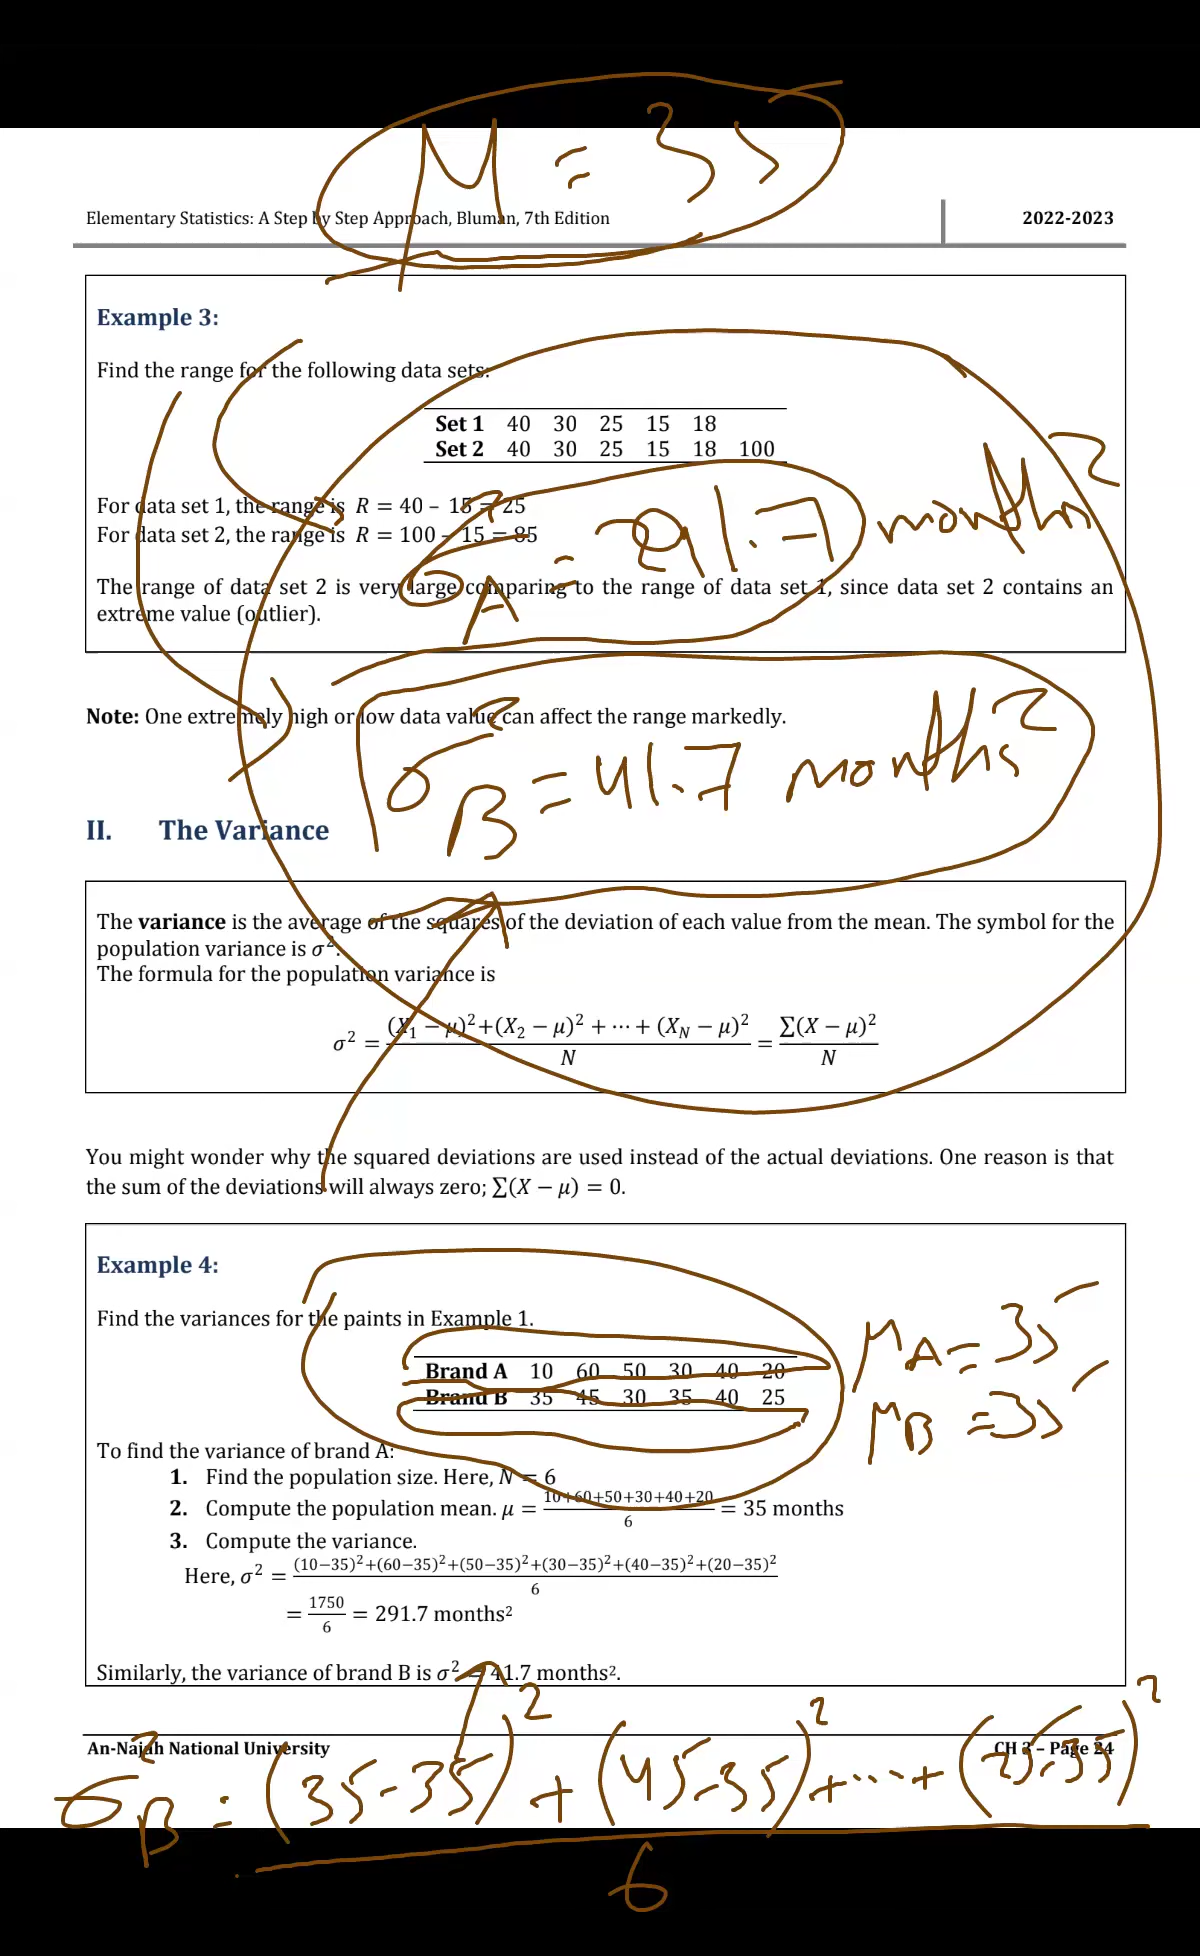 μ = 35
Elementary Statistics: A Step by Step Approach, Bluman, 7th Edition 2022-2023
Example 3:
Find the range for the following data sets:
Set 1 40 30 25 15 18
Set 2 40 30 25 15 18 100
For data set 1, the range is R = 40 – 15 = 25
For data set 2, the range is R = 100 – 15 = 85
σ²A = 291.7 months²
The range of data set 2 is very large comparing to the range of data set 1, since data set 2 contains an
extreme value (outlier).
Note: One extremely high or low data value can affect the range markedly.
σ²B = 41.7 months²
II. The Variance
The variance is the average of the squares of the deviation of each value from the mean. The symbol for the
population variance is σ².
The formula for the population variance is
σ² = ((X₁ − μ)²+(X₂ − μ)² + ⋯ + (X_N − μ)²)/N = ∑(X − μ)²/N
You might wonder why the squared deviations are used instead of the actual deviations. One reason is that
the sum of the deviations will always zero; ∑(X − μ) = 0.
Example 4:
Find the variances for the paints in Example 1.
μA = 35
Brand A 10 60 50 30 40 20
Brand B 35 45 30 35 40 25
μB = 35
To find the variance of brand A:
1. Find the population size. Here, N = 6
2. Compute the population mean. μ = (10+60+50+30+40+20)/6 = 35 months
3. Compute the variance.
Here, σ² = ((10−35)²+(60−35)²+(50−35)²+(30−35)²+(40−35)²+(20−35)²)/6
= 1750/6 = 291.7 months²
Similarly, the variance of brand B is σ² = 41.7 months².
An-Najah National University CH 3 – Page 24
σ²B = ((35-35)² + (45-35)² + ... + (25-35)²)/6